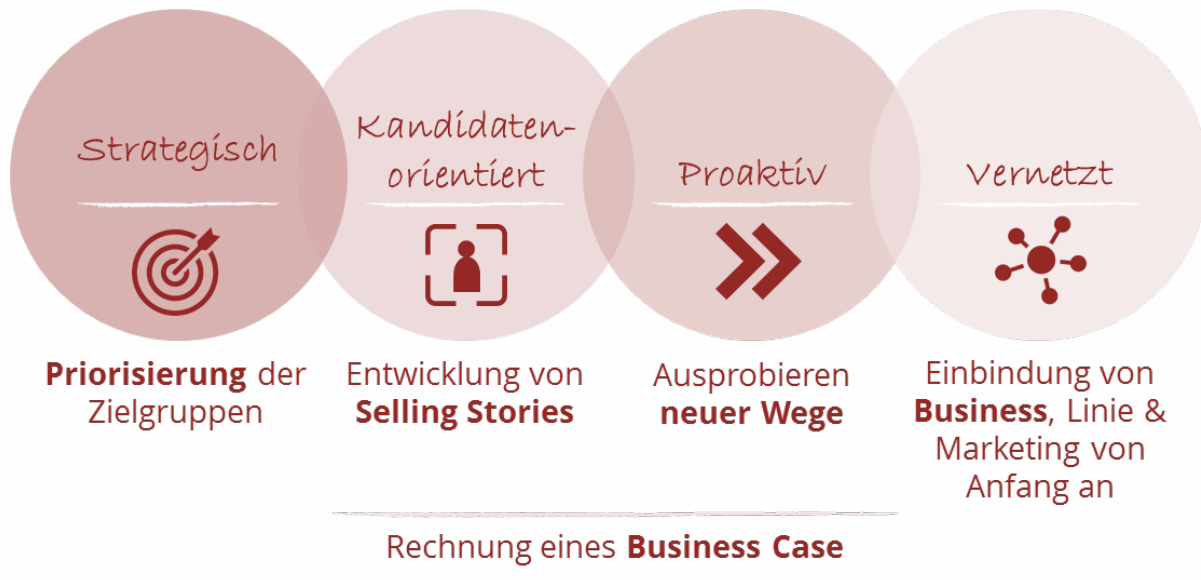 Strategisch
Kandidaten-
orientiert
Proaktiv
Vernetzt
Priorisierung der
Zielgruppen
Entwicklung von
Selling Stories
Ausprobieren
neuer Wege
Einbindung von
Business, Linie &
Marketing von
Anfang an
Rechnung eines Business Case